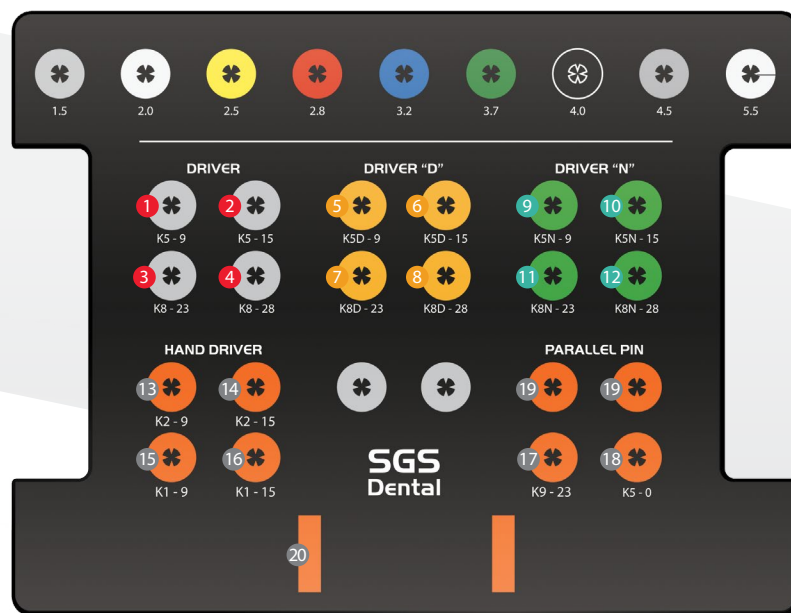 1.5 2.0 2.5 2.8 3.2 3.7 4.0 4.5 5.5
DRIVER DRIVER “D” DRIVER “N”
1 2 5 6 9 10
K5 - 9 K5 - 15 K5D - 9 K5D - 15 K5N - 9 K5N - 15
3 4 7 8 11 12
K8 - 23 K8 - 28 K8D - 23 K8D - 28 K8N - 23 K8N - 28
HAND DRIVER PARALLEL PIN
13 14 19 19
K2 - 9 K2 - 15
15 16 17 18
K1 - 9 K1 - 15 K9 - 23 K5 - 0
SGS
Dental
20